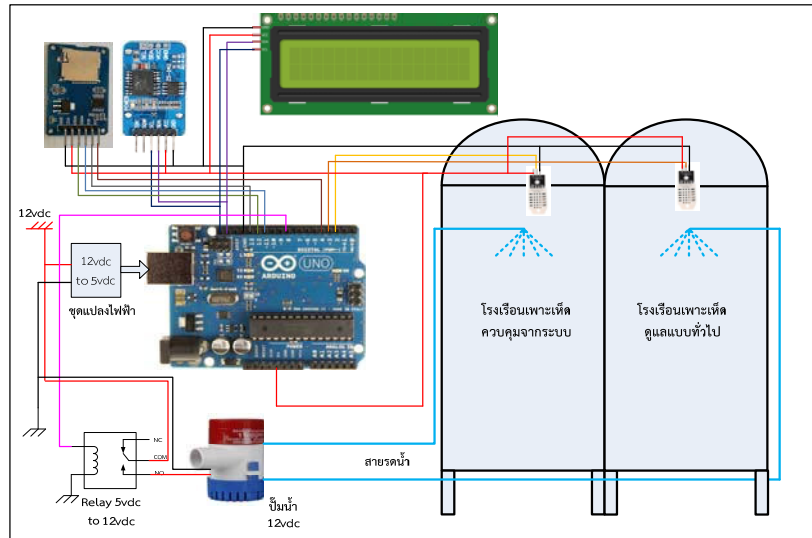 12vdc
12vdc
to 5vdc
ชุดแปลงไฟฟ้า
ARDUINO
UNO
DIGITAL
POWER
ANALOG IN
โรงเรือนเพาะเห็ด
ควบคุมจากระบบ
โรงเรือนเพาะเห็ด
ดูแลแบบทั่วไป
NC
COM
NO
Relay 5vdc
to 12vdc
สายรดน้ำ
ปั๊มน้ำ
12vdc